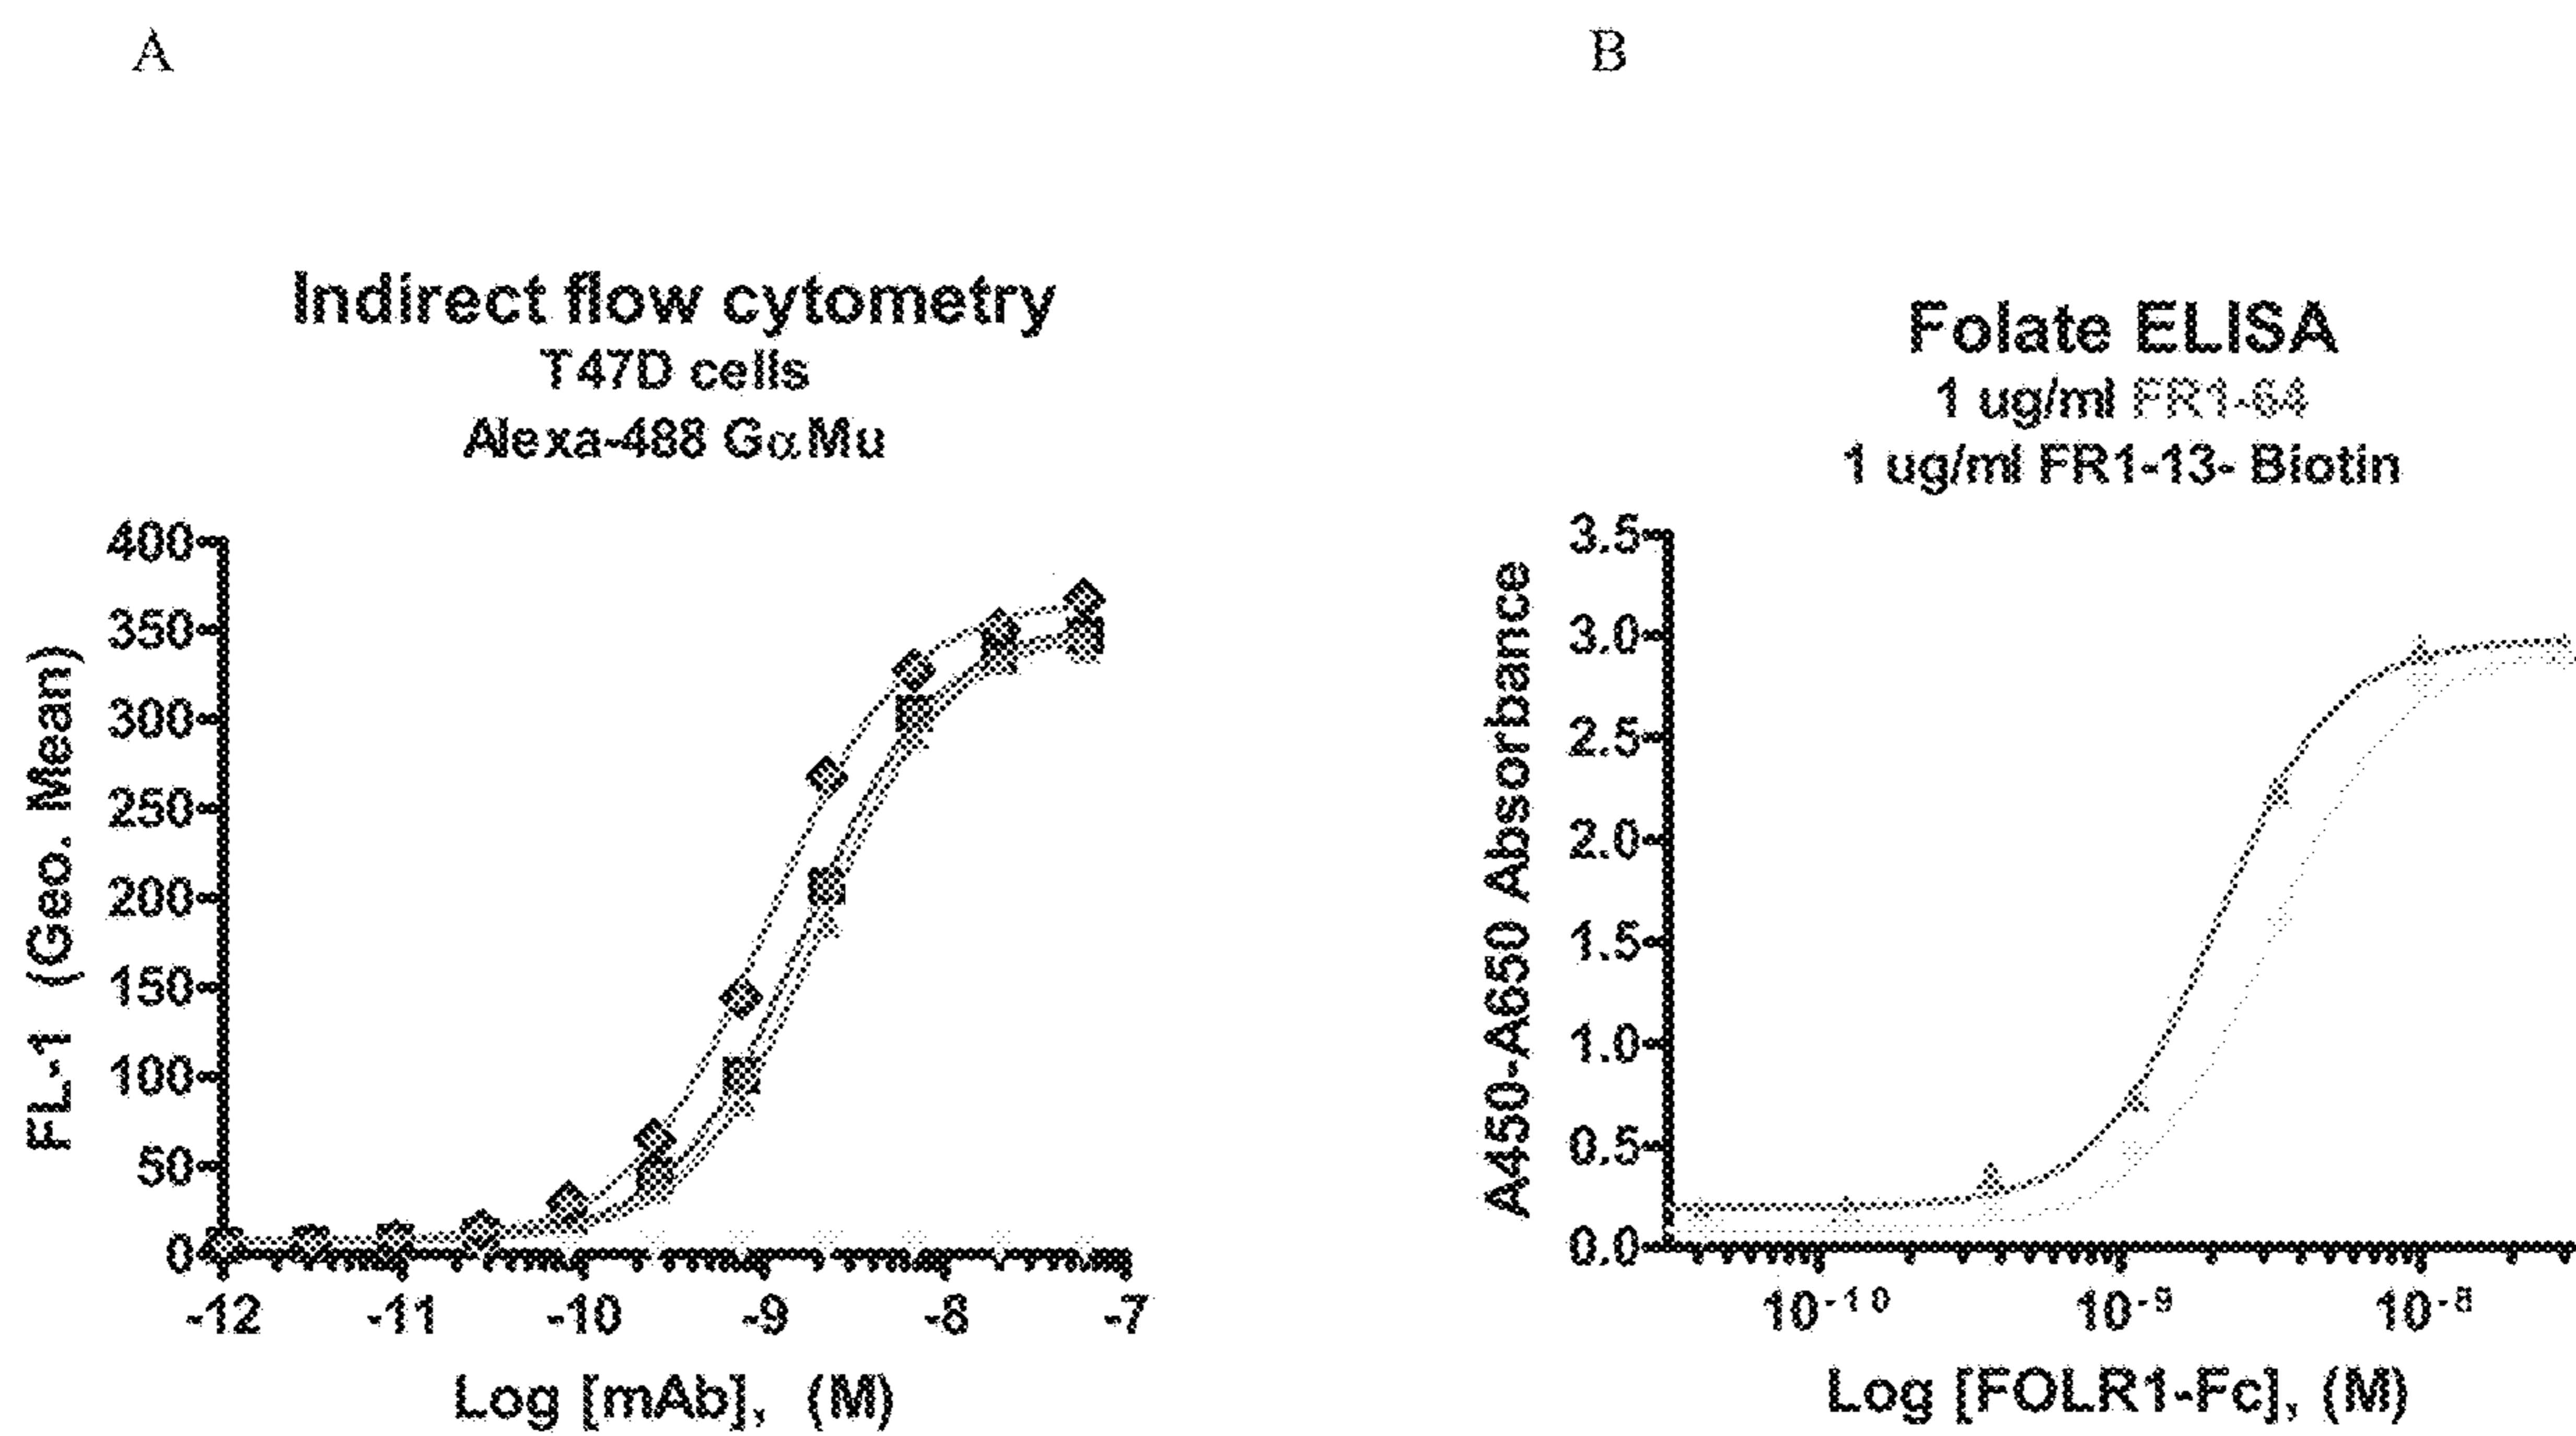 A
Indirect flow cytometry
T47D cells
Alexa-488 GαMu
400
350
300
250
200
150
100
50
0
FL-1 (Geo. Mean)
-12 -11 -10 -9 -8 -7
Log [mAb], (M)
B
Folate ELISA
1 ug/ml FR1-64
1 ug/ml FR1-13- Biotin
3.5
3.0
2.5
2.0
1.5
1.0
0.5
0.0
A450-A650 Absorbance
10⁻¹⁰ 10⁻⁹ 10⁻⁸
Log [FOLR1-Fc], (M)